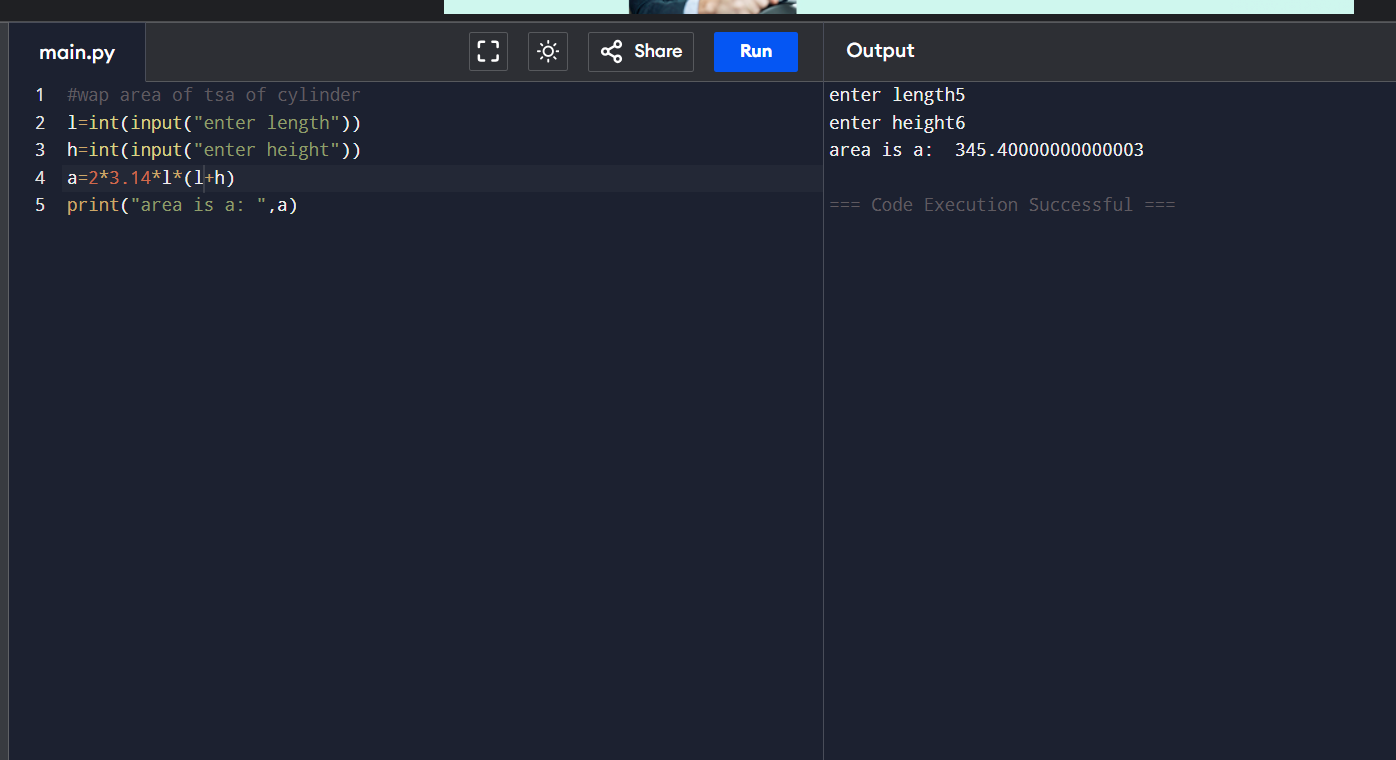 main.py Share Run Output
1 #wap area of tsa of cylinder
2 l=int(input("enter length"))
3 h=int(input("enter height"))
4 a=2*3.14*l*(l+h)
5 print("area is a: ",a)
enter length5
enter height6
area is a:  345.40000000000003
=== Code Execution Successful ===